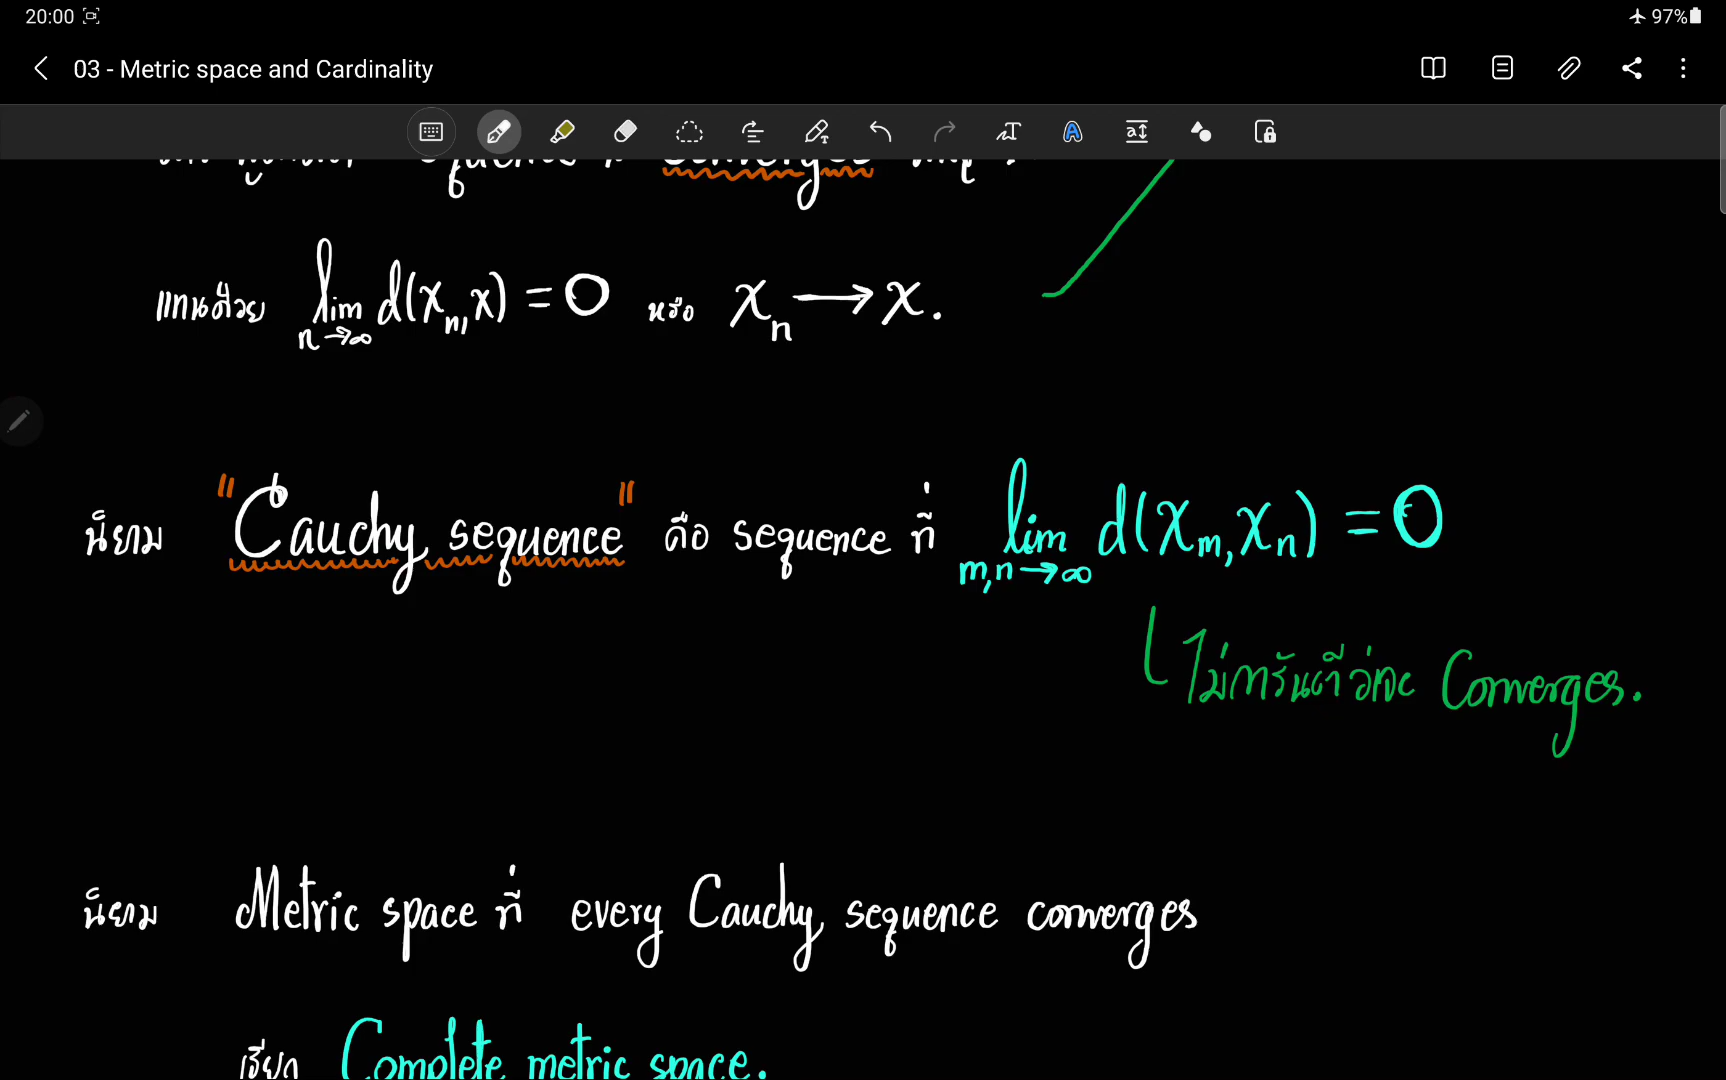 20:00 97%
03 - Metric space and Cardinality
sequences converges
แทนด้วย lim n→∞ d(xₙ, x) = 0 หรือ xₙ → x.
นิยาม "Cauchy sequence" คือ sequence ที่ lim m,n→∞ d(xₘ, xₙ) = 0
ไม่การันตีว่าจะ Converges.
นิยาม Metric space ที่ every Cauchy sequence converges
เรียก Complete metric space.